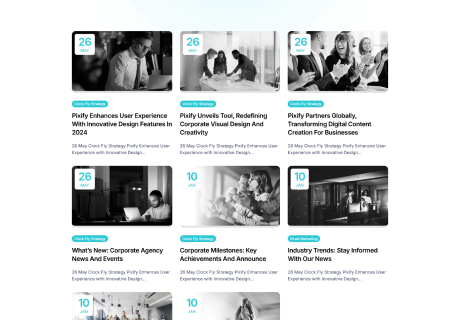 26
MAY
26
MAY
26
MAY
Clock Fly Strategy
Clock Fly Strategy
Clock Fly Strategy
Pixify Enhances User Experience
With Innovative Design Features In
2024
Pixify Unveils Tool, Redefining
Corporate Visual Design And
Creativity
Pixify Partners Globally,
Transforming Digital Content
Creation For Businesses
26 May Clock Fly Strategy Pixify Enhances User
Experience with Innovative Design...
26 May Clock Fly Strategy Pixify Enhances User
Experience with Innovative Design...
26 May Clock Fly Strategy Pixify Enhances User
Experience with Innovative Design...
26
MAY
10
JAN
10
JAN
Clock Fly Strategy
Clock Fly Strategy
Email Marketing
What's New: Corporate Agency
News And Events
Corporate Milestones: Key
Achievements And Announce
Industry Trends: Stay Informed
With Our News
26 May Clock Fly Strategy Pixify Enhances User
Experience with Innovative Design...
26 May Clock Fly Strategy Pixify Enhances User
Experience with Innovative Design...
26 May Clock Fly Strategy Pixify Enhances User
Experience with Innovative Design...
10
JAN
10
JAN